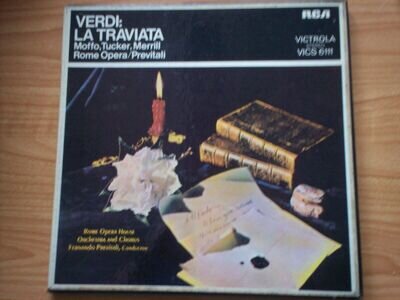 VERDI:
LA TRAVIATA
Moffo, Tucker, Merrill
Rome Opera/Previtali
RCA
VICTROLA
STEREO
VICS 6111
Rome Opera House
Orchestra and Chorus
Fernando Previtali, Conductor